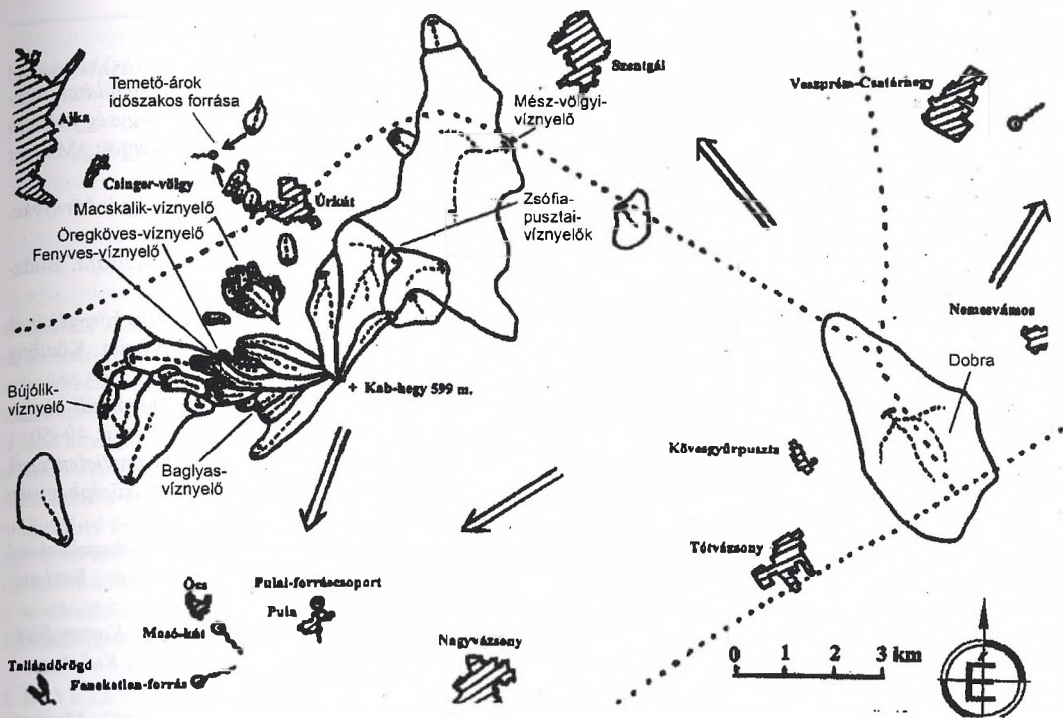 Ajka
Temető-árok
időszakos forrása
Csinger-völgy
Macskalik-víznyelő
Öregköves-víznyelő
Fenyves-víznyelő
Úrkút
Szentgál
Mész-völgyi-
víznyelő
Zsófia-
pusztai-
víznyelők
Veszprém-Csatárhegy
Nemesvámos
Dobra
Bújólik-
víznyelő
+ Kab-hegy 599 m.
Baglyas-
víznyelő
Kövesgyűrpuszta
Tótvázsony
Öcs
Pulai-forráscsoport
Pula
Mosó-kút
Taliándörögd
Feneketlen-forrás
Nagyvázsony
0 1 2 3 km
É